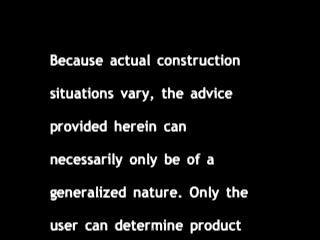 Because actual construction
situations vary, the advice
provided herein can
necessarily only be of a
generalized nature. Only the
user can determine product